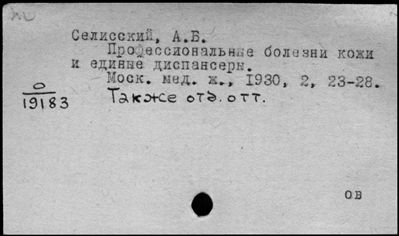 Селисский, А.Б.
Профессиональные болезни кожи
и единые диспансеры.
Моск. мед. ж., 1930, 2, 23-28.
О
19183
Также отд. отт.
ОВ